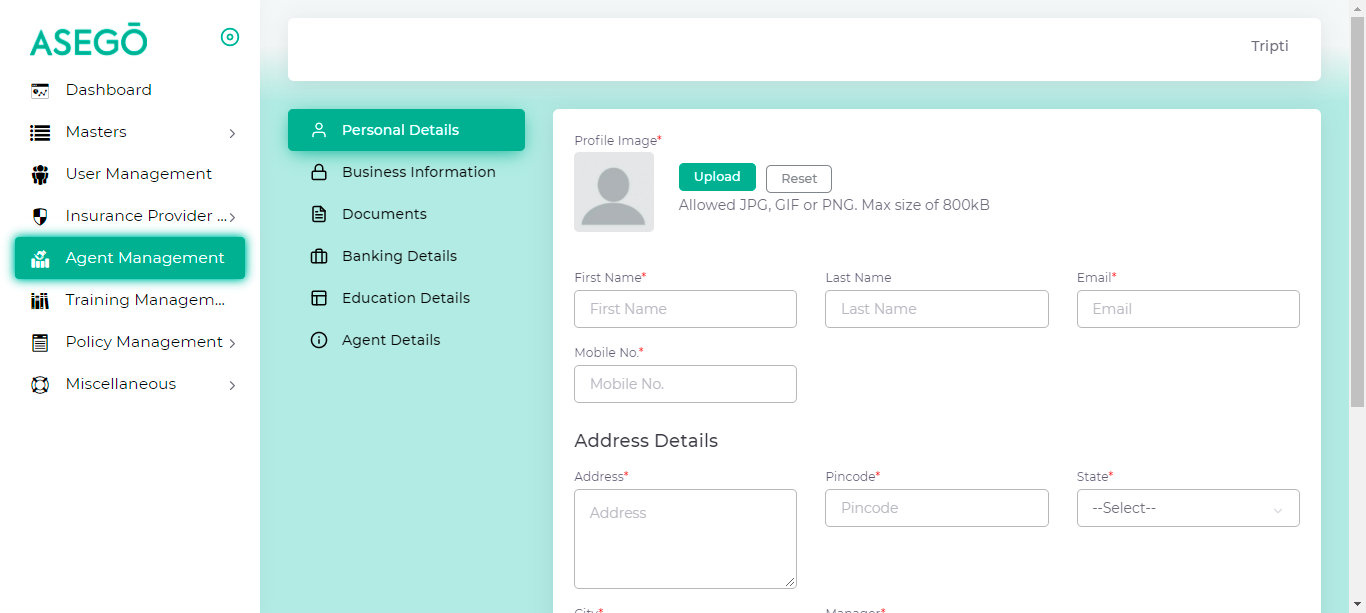 ASEGŌ
Dashboard
Masters
User Management
Insurance Provider ...
Agent Management
Training Managem...
Policy Management
Miscellaneous
Tripti
Personal Details
Business Information
Documents
Banking Details
Education Details
Agent Details
Profile Image*
Upload
Reset
Allowed JPG, GIF or PNG. Max size of 800kB
First Name*
Last Name
Email*
First Name
Last Name
Email
Mobile No.*
Mobile No.
Address Details
Address*
Pincode*
State*
Address
Pincode
--Select--
City*
Manager*